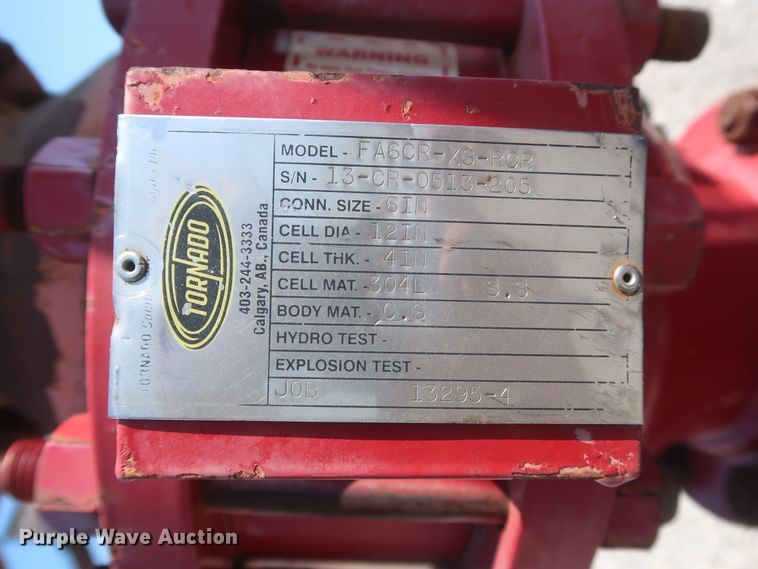 WARNING
MODEL - FA6CR-XS-RCR
S/N - 13-CR-0513-205
CONN. SIZE - 6IN
CELL DIA - 12IN
CELL THK. - 4IN
CELL MAT. - 304L S.S
BODY MAT. - C.S
HYDRO TEST -
EXPLOSION TEST -
JOB 13295-4
TORNADO
403-244-3333
Calgary, AB., Canada
TORNADO
Purple Wave Auction